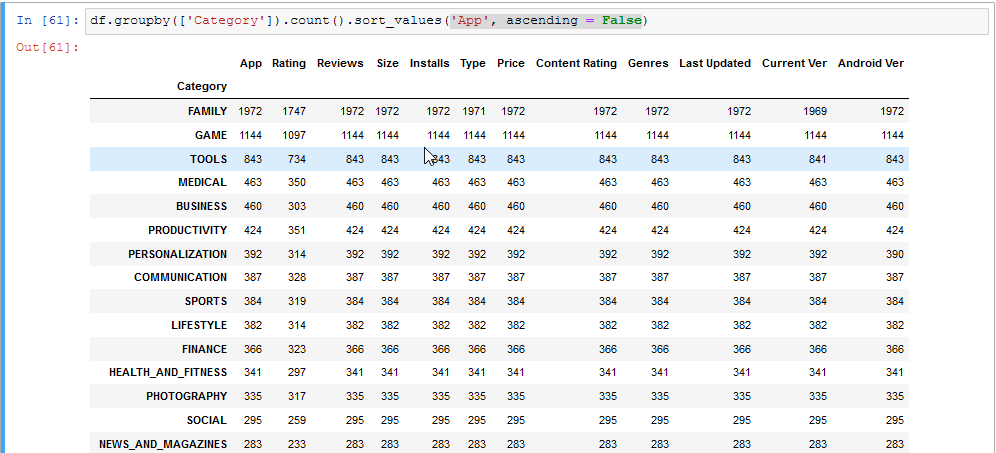 In [61]: df.groupby(['Category']).count().sort_values('App', ascending = False)
Out[61]:
App Rating Reviews Size Installs Type Price Content Rating Genres Last Updated Current Ver Android Ver
Category
FAMILY 1972 1747 1972 1972 1972 1971 1972 1972 1972 1972 1969 1972
GAME 1144 1097 1144 1144 1144 1144 1144 1144 1144 1144 1144 1144
TOOLS 843 734 843 843 843 843 843 843 843 843 841 843
MEDICAL 463 350 463 463 463 463 463 463 463 463 463 463
BUSINESS 460 303 460 460 460 460 460 460 460 460 460 460
PRODUCTIVITY 424 351 424 424 424 424 424 424 424 424 424 424
PERSONALIZATION 392 314 392 392 392 392 392 392 392 392 392 390
COMMUNICATION 387 328 387 387 387 387 387 387 387 387 387 387
SPORTS 384 319 384 384 384 384 384 384 384 384 384 384
LIFESTYLE 382 314 382 382 382 382 382 382 382 382 382 382
FINANCE 366 323 366 366 366 366 366 366 366 366 366 366
HEALTH_AND_FITNESS 341 297 341 341 341 341 341 341 341 341 341 341
PHOTOGRAPHY 335 317 335 335 335 335 335 335 335 335 335 335
SOCIAL 295 259 295 295 295 295 295 295 295 295 295 295
NEWS_AND_MAGAZINES 283 233 283 283 283 283 283 283 283 283 283 283